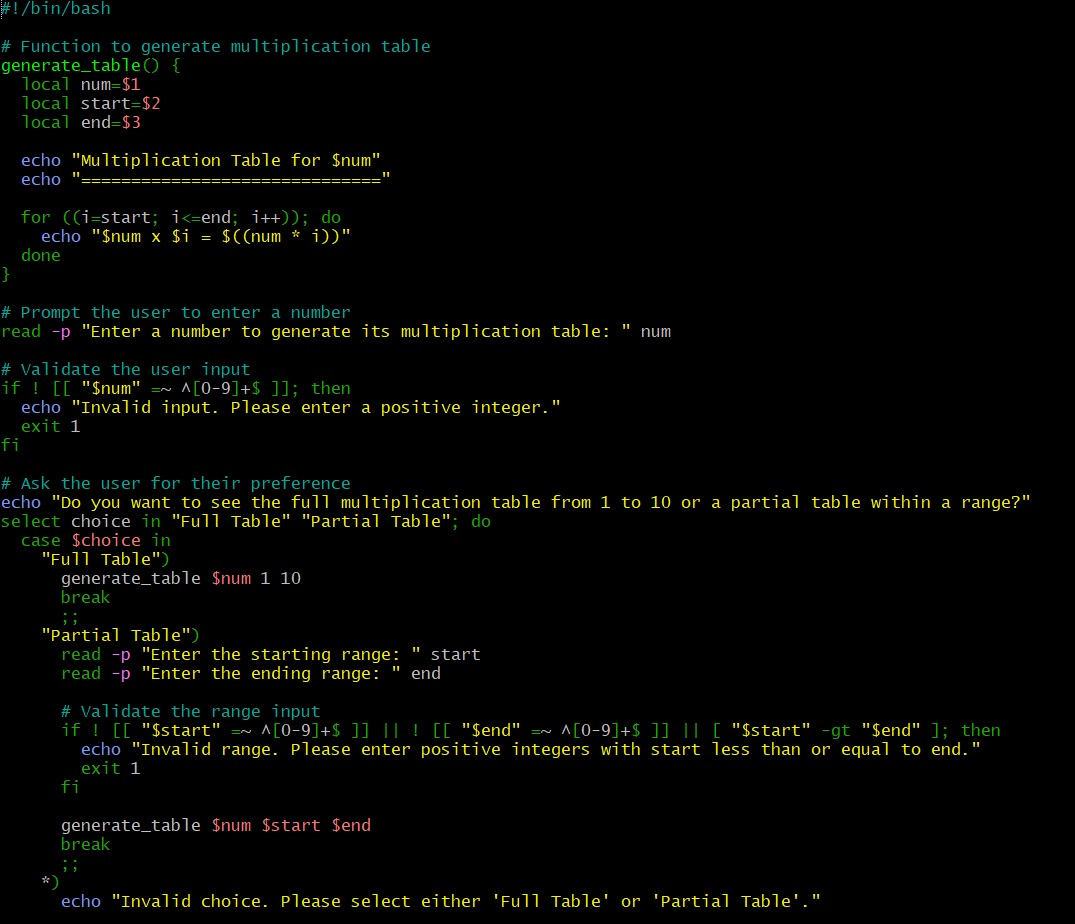 #!/bin/bash

# Function to generate multiplication table
generate_table() {
  local num=$1
  local start=$2
  local end=$3

  echo "Multiplication Table for $num"
  echo "=============================="

  for ((i=start; i<=end; i++)); do
    echo "$num x $i = $((num * i))"
  done
}

# Prompt the user to enter a number
read -p "Enter a number to generate its multiplication table: " num

# Validate the user input
if ! [[ "$num" =~ ^[0-9]+$ ]]; then
  echo "Invalid input. Please enter a positive integer."
  exit 1
fi

# Ask the user for their preference
echo "Do you want to see the full multiplication table from 1 to 10 or a partial table within a range?"
select choice in "Full Table" "Partial Table"; do
  case $choice in
    "Full Table")
      generate_table $num 1 10
      break
      ;;
    "Partial Table")
      read -p "Enter the starting range: " start
      read -p "Enter the ending range: " end

      # Validate the range input
      if ! [[ "$start" =~ ^[0-9]+$ ]] || ! [[ "$end" =~ ^[0-9]+$ ]] || [ "$start" -gt "$end" ]; then
        echo "Invalid range. Please enter positive integers with start less than or equal to end."
        exit 1
      fi

      generate_table $num $start $end
      break
      ;;
    *)
      echo "Invalid choice. Please select either 'Full Table' or 'Partial Table'."